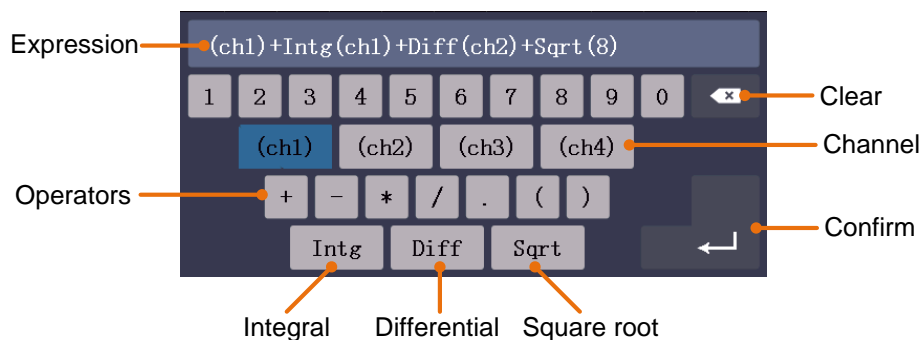 Expression (ch1)+Intg(ch1)+Diff(ch2)+Sqrt(8)
1 2 3 4 5 6 7 8 9 0 Clear
(ch1) (ch2) (ch3) (ch4) Channel
Operators + - * / . ( )
Confirm
Intg Diff Sqrt
Integral Differential Square root